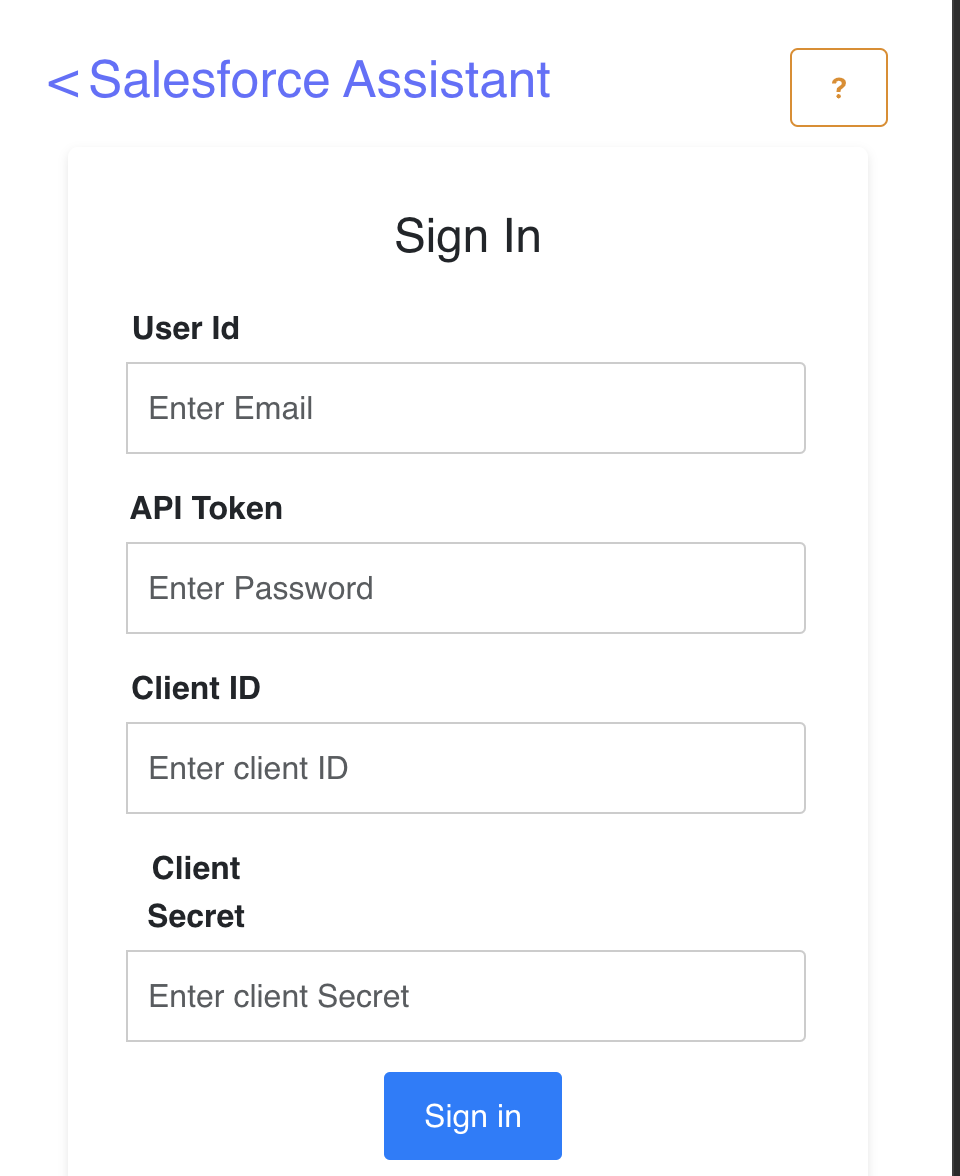 < Salesforce Assistant
?
Sign In
User Id
Enter Email
API Token
Enter Password
Client ID
Enter client ID
Client
Secret
Enter client Secret
Sign in